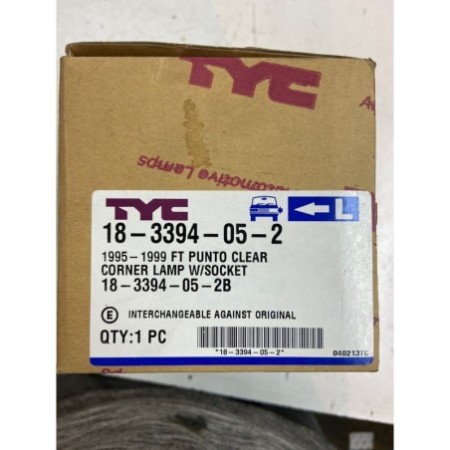 TYC
Automotive Lamps
TYC
L
18-3394-05-2
1995-1999 FT PUNTO CLEAR
CORNER LAMP W/SOCKET
18-3394-05-2B
E INTERCHANGEABLE AGAINST ORIGINAL
QTY:1 PC
*18-3394-05-2*